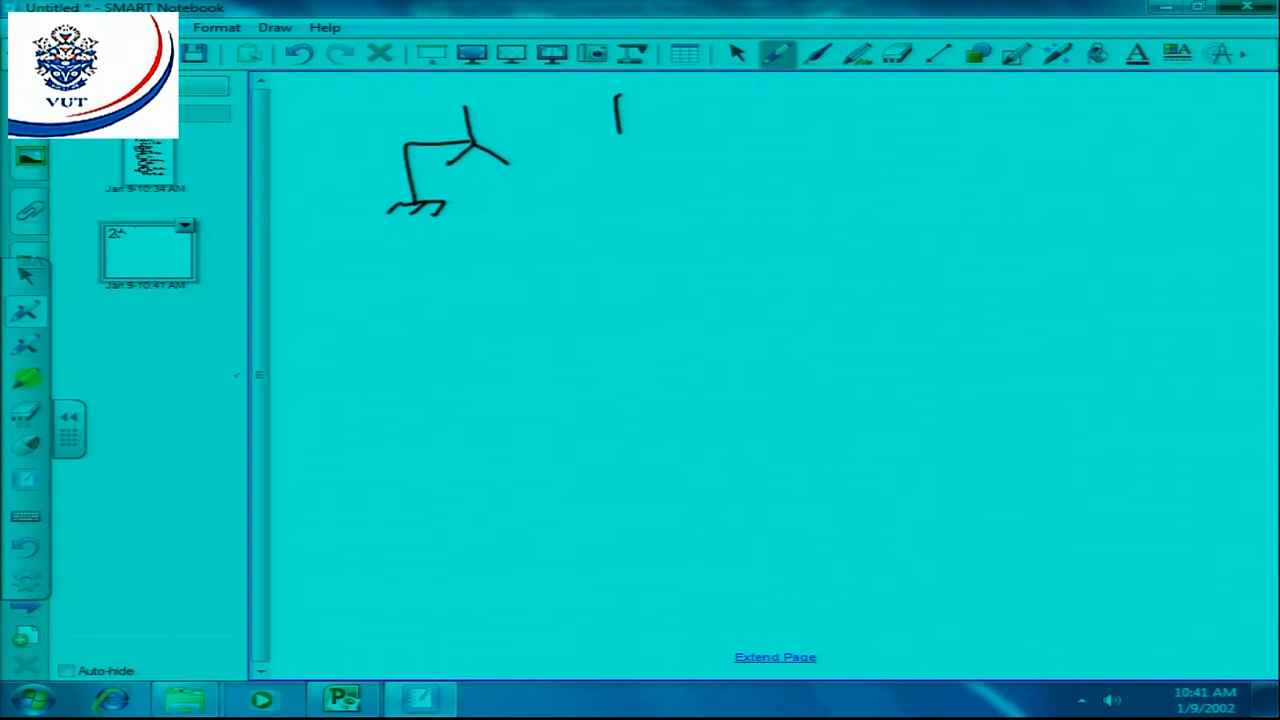 Untitled * - SMART Notebook
Format Draw Help
VUT
A
Jan 9-10:34 AM
Jan 9-10:41 AM
Auto-hide
Extend Page
10:41 AM
1/9/2002